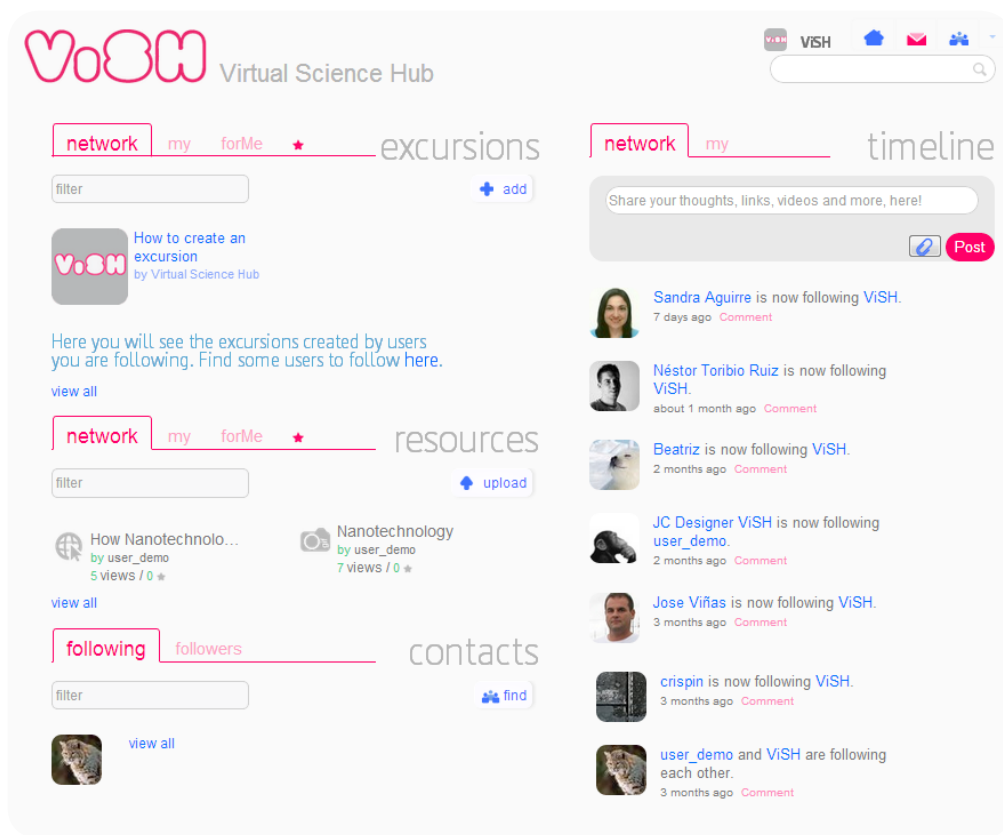 ViSH Virtual Science Hub
ViSH ViSH
network my forMe excursions
filter
add
ViSH
How to create an
excursion
by Virtual Science Hub
Here you will see the excursions created by users
you are following. Find some users to follow here.
view all
network my forMe resources
filter
upload
How Nanotechnolo...
by user_demo
5 views / 0
Nanotechnology
by user_demo
7 views / 0
view all
following followers contacts
filter
find
view all
network my timeline
Share your thoughts, links, videos and more, here!
Post
Sandra Aguirre is now following ViSH.
7 days ago Comment
Néstor Toribio Ruiz is now following
ViSH.
about 1 month ago Comment
Beatriz is now following ViSH.
2 months ago Comment
JC Designer ViSH is now following
user_demo.
2 months ago Comment
Jose Viñas is now following ViSH.
3 months ago Comment
crispin is now following ViSH.
3 months ago Comment
user_demo and ViSH are following
each other.
3 months ago Comment